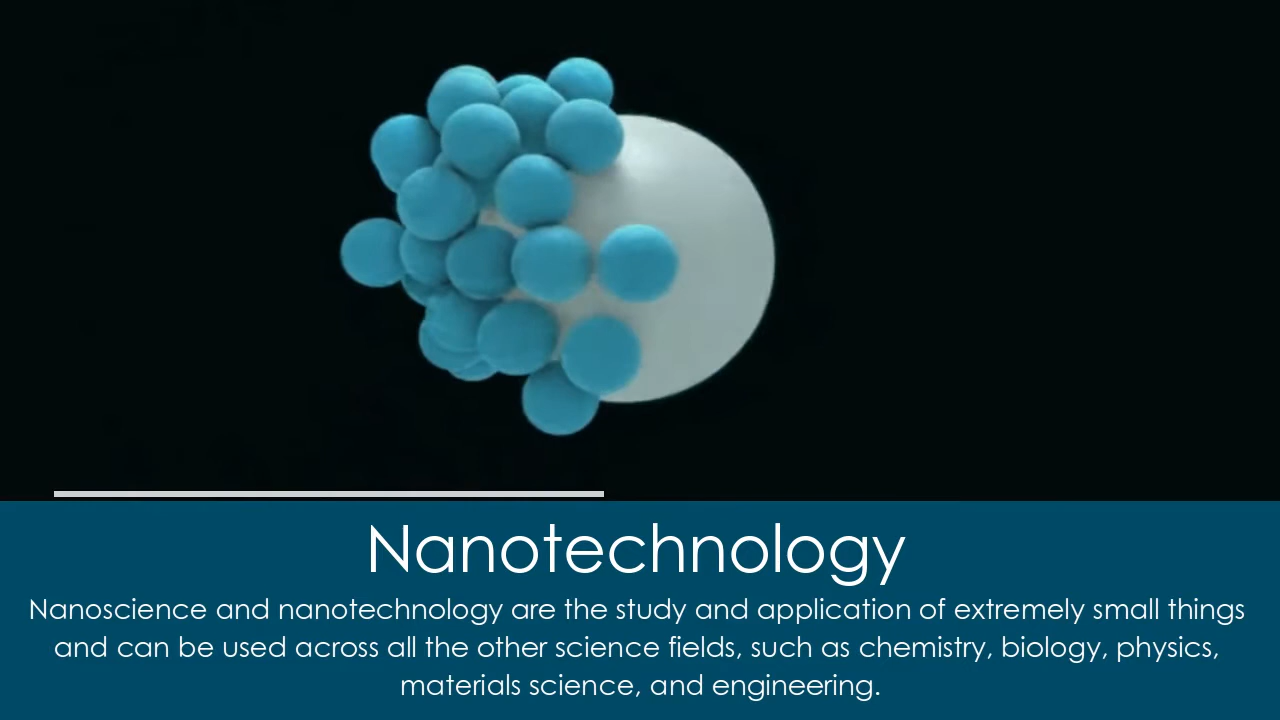 Nanotechnology
Nanoscience and nanotechnology are the study and application of extremely small things
and can be used across all the other science fields, such as chemistry, biology, physics,
materials science, and engineering.